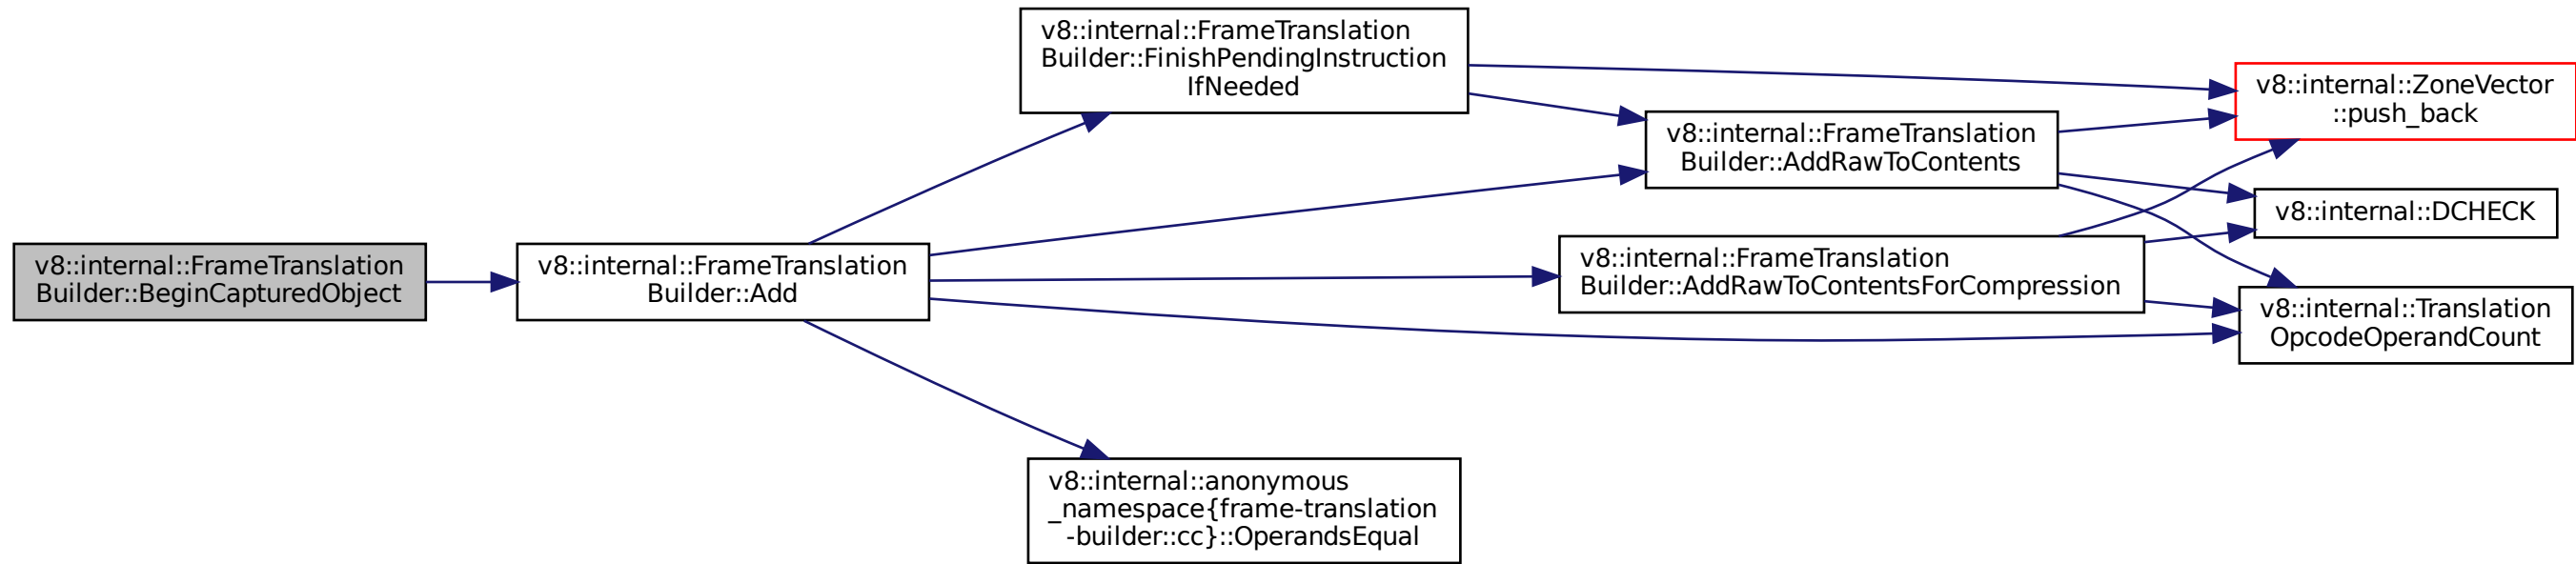 v8::internal::FrameTranslation
Builder::BeginCapturedObject
v8::internal::FrameTranslation
Builder::Add
v8::internal::FrameTranslation
Builder::FinishPendingInstruction
IfNeeded
v8::internal::FrameTranslation
Builder::AddRawToContents
v8::internal::FrameTranslation
Builder::AddRawToContentsForCompression
v8::internal::anonymous
_namespace{frame-translation
-builder::cc}::OperandsEqual
v8::internal::ZoneVector
::push_back
v8::internal::DCHECK
v8::internal::Translation
OpcodeOperandCount